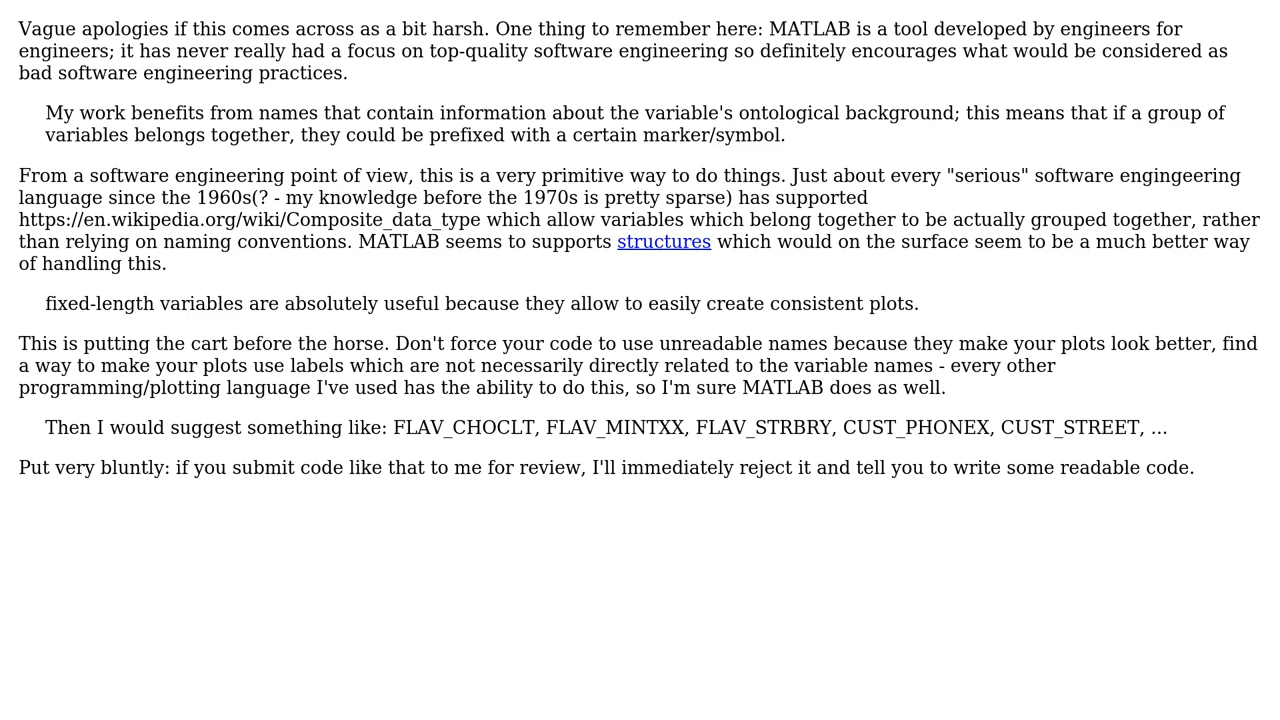 Vague apologies if this comes across as a bit harsh. One thing to remember here: MATLAB is a tool developed by engineers for
engineers; it has never really had a focus on top-quality software engineering so definitely encourages what would be considered as
bad software engineering practices.
My work benefits from names that contain information about the variable's ontological background; this means that if a group of
variables belongs together, they could be prefixed with a certain marker/symbol.
From a software engineering point of view, this is a very primitive way to do things. Just about every "serious" software engingeering
language since the 1960s(? - my knowledge before the 1970s is pretty sparse) has supported
https://en.wikipedia.org/wiki/Composite_data_type which allow variables which belong together to be actually grouped together, rather
than relying on naming conventions. MATLAB seems to supports structures which would on the surface seem to be a much better way
of handling this.
fixed-length variables are absolutely useful because they allow to easily create consistent plots.
This is putting the cart before the horse. Don't force your code to use unreadable names because they make your plots look better, find
a way to make your plots use labels which are not necessarily directly related to the variable names - every other
programming/plotting language I've used has the ability to do this, so I'm sure MATLAB does as well.
Then I would suggest something like: FLAV_CHOCLT, FLAV_MINTXX, FLAV_STRBRY, CUST_PHONEX, CUST_STREET, ...
Put very bluntly: if you submit code like that to me for review, I'll immediately reject it and tell you to write some readable code.